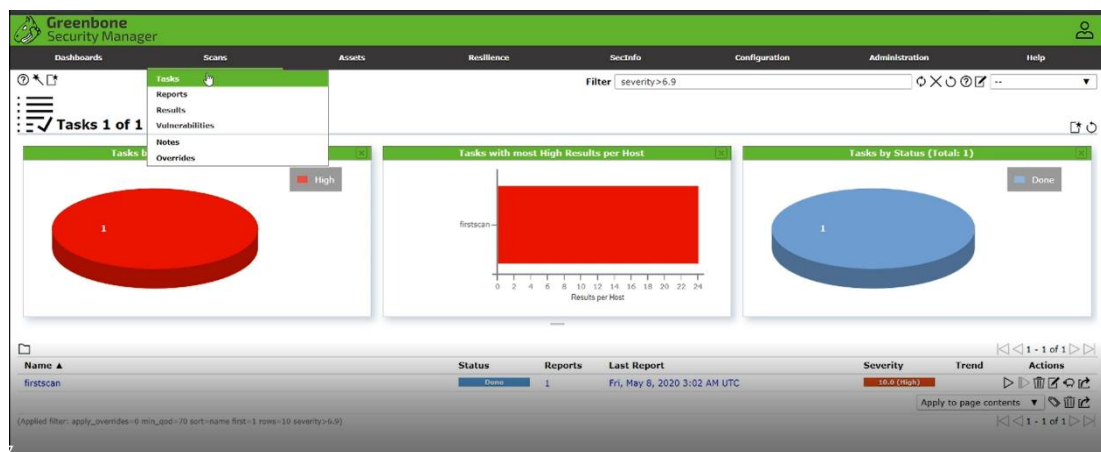 Greenbone
Security Manager
Dashboards Scans Assets Resilience SecInfo Configuration Administration Help
Filter severity>6.9 --
Tasks
Reports
Results
Vulnerabilities
Notes
Overrides
Tasks 1 of 1
Tasks b
High
1
Tasks with most High Results per Host
firstscan
0 2 4 6 8 10 12 14 16 18 20 22 24
Results per Host
Tasks by Status (Total: 1)
Done
1
1 - 1 of 1
Name ▲ Status Reports Last Report Severity Trend Actions
firstscan Done 1 Fri, May 8, 2020 3:02 AM UTC 10.0 (High)
Apply to page contents ▼
(Applied filter: apply_overrides=0 min_qod=70 sort=name first=1 rows=10 severity>6.9)
1 - 1 of 1